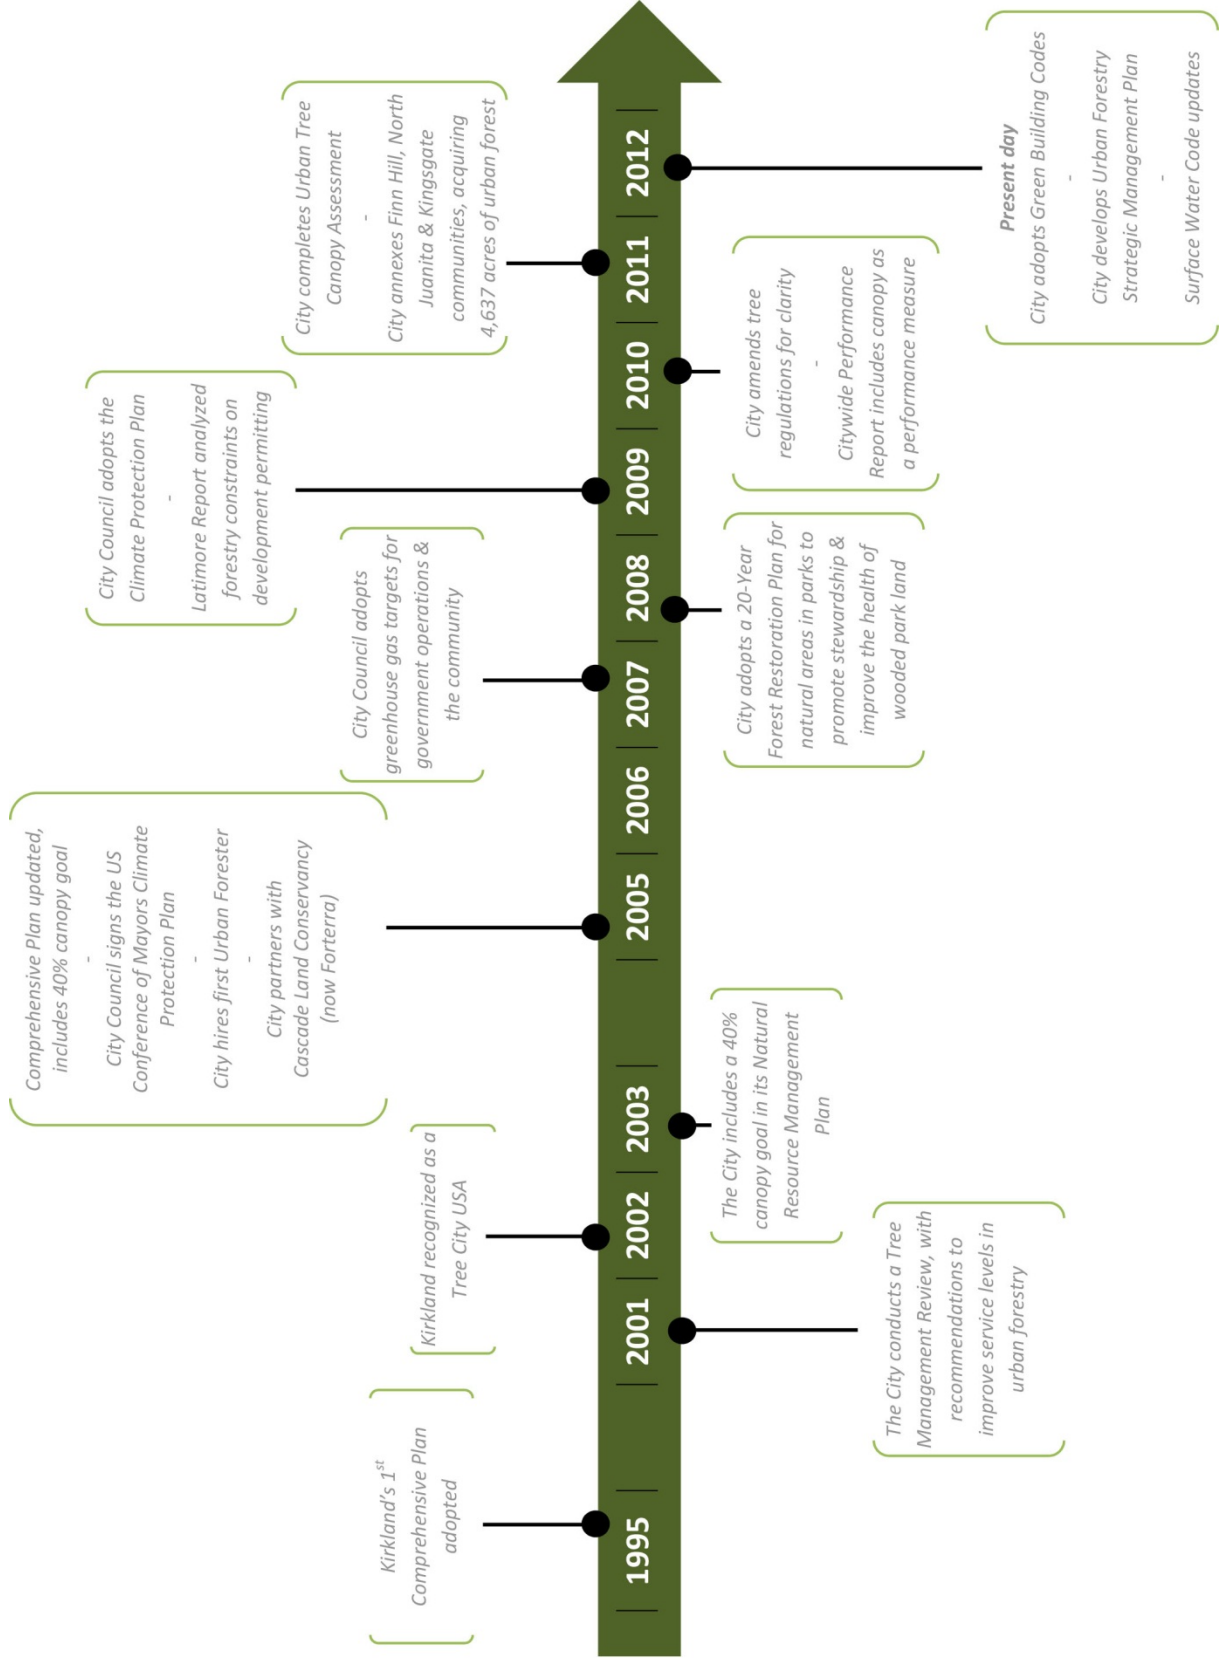 Kirkland's 1st
Comprehensive Plan
adopted
Kirkland recognized as a
Tree City USA
Comprehensive Plan updated,
includes 40% canopy goal
-
City Council signs the US
Conference of Mayors Climate
Protection Plan
-
City hires first Urban Forester
-
City partners with
Cascade Land Conservancy
(now Forterra)
City Council adopts
greenhouse gas targets for
government operations &
the community
City Council adopts the
Climate Protection Plan
-
Latimore Report analyzed
forestry constraints on
development permitting
City completes Urban Tree
Canopy Assessment
-
City annexes Finn Hill, North
Juanita & Kingsgate
communities, acquiring
4,637 acres of urban forest
1995
2001
2002
2003
2005
2006
2007
2008
2009
2010
2011
2012
The City conducts a Tree
Management Review, with
recommendations to
improve service levels in
urban forestry
The City includes a 40%
canopy goal in its Natural
Resource Management
Plan
City adopts a 20-Year
Forest Restoration Plan for
natural areas in parks to
promote stewardship &
improve the health of
wooded park land
City amends tree
regulations for clarity
-
Citywide Performance
Report includes canopy as
a performance measure
Present day
City adopts Green Building Codes
-
City develops Urban Forestry
Strategic Management Plan
-
Surface Water Code updates